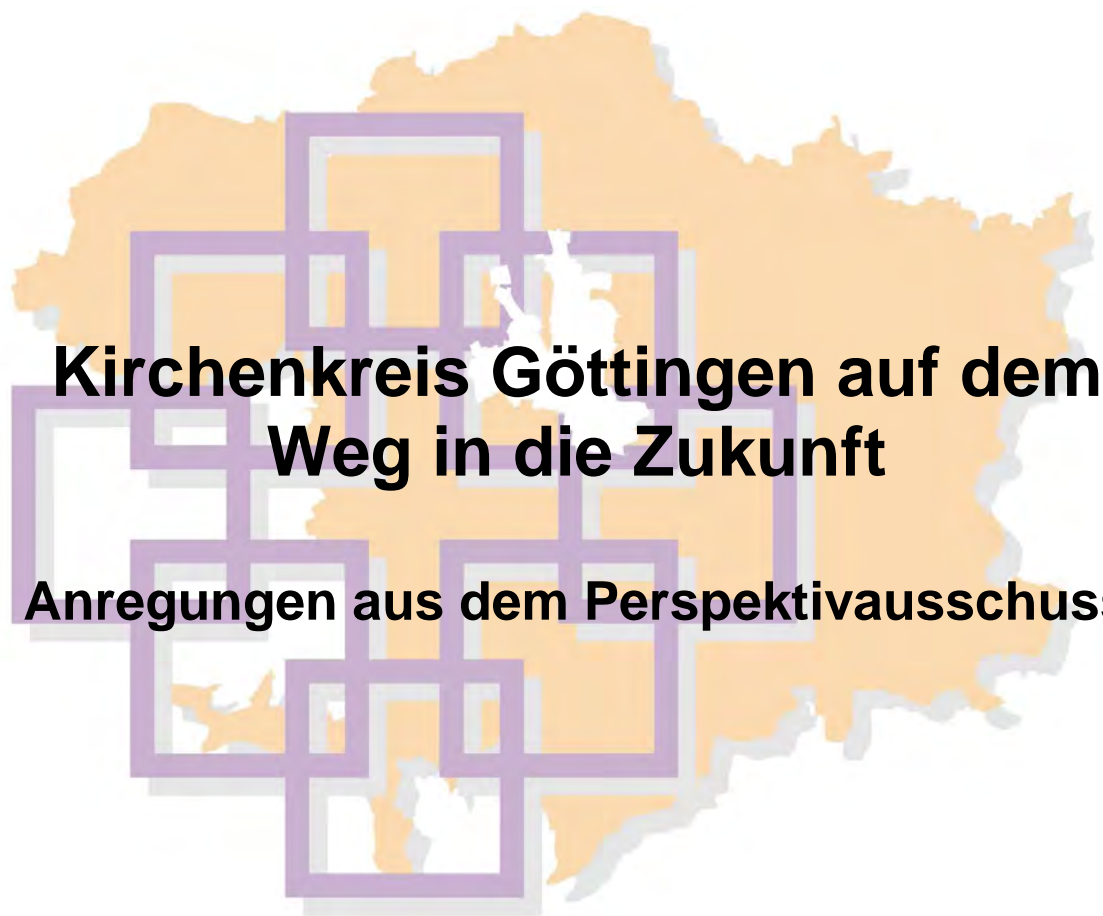 Kirchenkreis Göttingen auf dem
Weg in die Zukunft
Anregungen aus dem Perspektivausschuss